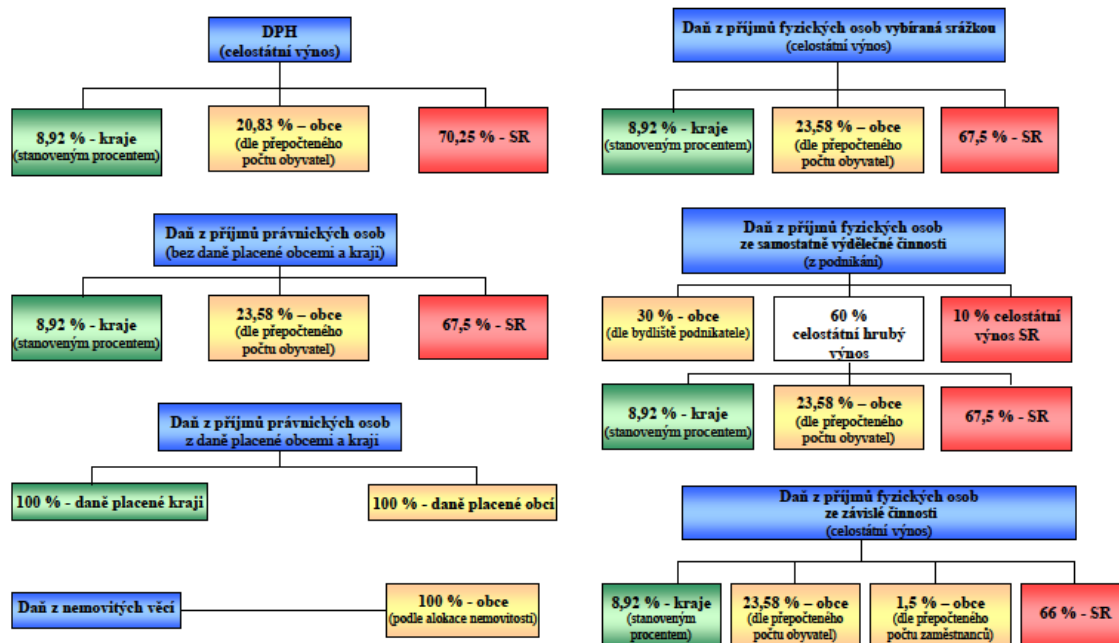 DPH
(celostátní výnos)
8,92 % - kraje
(stanoveným procentem)
20,83 % – obce
(dle přepočteného
počtu obyvatel)
70,25 % - SR
Daň z příjmů právnických osob
(bez daně placené obcemi a kraji)
8,92 % - kraje
(stanoveným procentem)
23,58 % – obce
(dle přepočteného
počtu obyvatel)
67,5 % - SR
Daň z příjmů právnických osob
z daně placené obcemi a kraji
100 % - daně placené kraji
100 % - daně placené obcí
Daň z nemovitých věcí
100 % - obce
(podle alokace nemovitosti)
Daň z příjmů fyzických osob vybíraná srážkou
(celostátní výnos)
8,92 % - kraje
(stanoveným procentem)
23,58 % – obce
(dle přepočteného
počtu obyvatel)
67,5 % - SR
Daň z příjmů fyzických osob
ze samostatně výdělečné činnosti
(z podnikání)
30 % - obce
(dle bydliště podnikatele)
60 %
celostátní hrubý
výnos
10 % celostátní
výnos SR
8,92 % - kraje
(stanoveným procentem)
23,58 % – obce
(dle přepočteného
počtu obyvatel)
67,5 % - SR
Daň z příjmů fyzických osob
ze závislé činnosti
(celostátní výnos)
8,92 % - kraje
(stanoveným
procentem)
23,58 % – obce
(dle přepočteného
počtu obyvatel)
1,5 % – obce
(dle přepočteného
počtu zaměstnanců)
66 % - SR